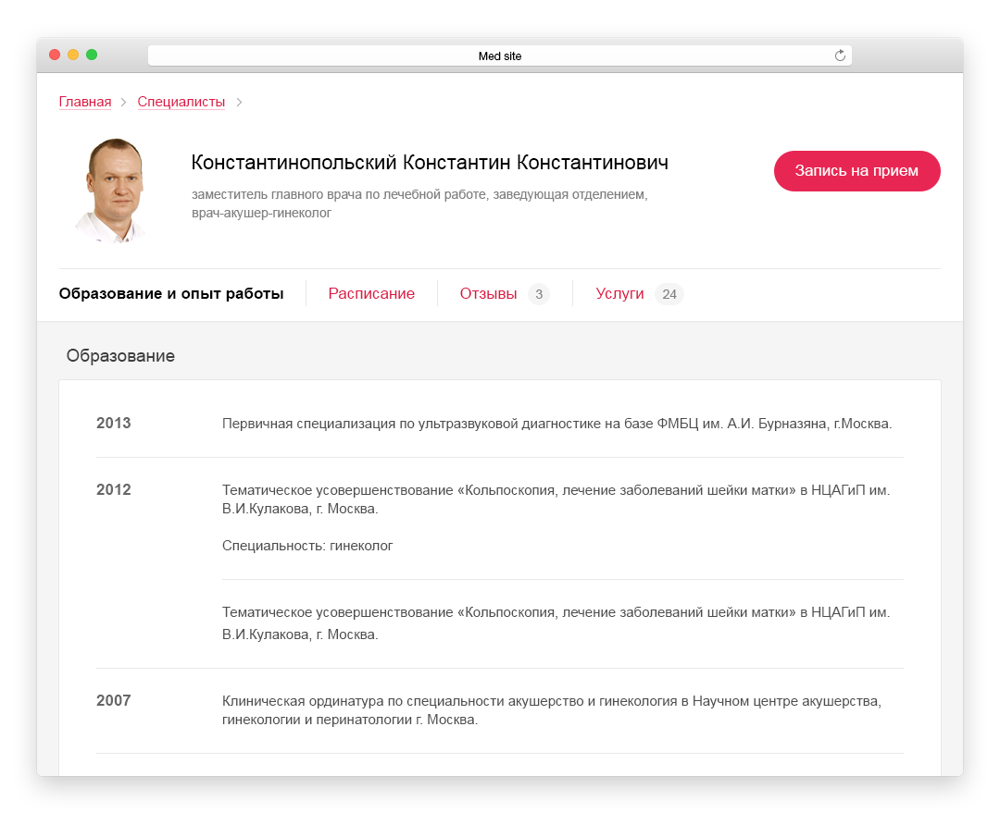 Med site
Главная
Специалисты
Константинопольский Константин Константинович
Запись на прием
заместитель главного врача по лечебной работе, заведующая отделением,
врач-акушер-гинеколог
Образование и опыт работы
Расписание
Отзывы 3
Услуги 24
Образование
2013
Первичная специализация по ультразвуковой диагностике на базе ФМБЦ им. А.И. Бурназяна, г.Москва.
2012
Тематическое усовершенствование «Кольпоскопия, лечение заболеваний шейки матки» в НЦАГиП им.
В.И.Кулакова, г. Москва.
Специальность: гинеколог
Тематическое усовершенствование «Кольпоскопия, лечение заболеваний шейки матки» в НЦАГиП им.
В.И.Кулакова, г. Москва.
2007
Клиническая ординатура по специальности акушерство и гинекология в Научном центре акушерства,
гинекологии и перинатологии г. Москва.